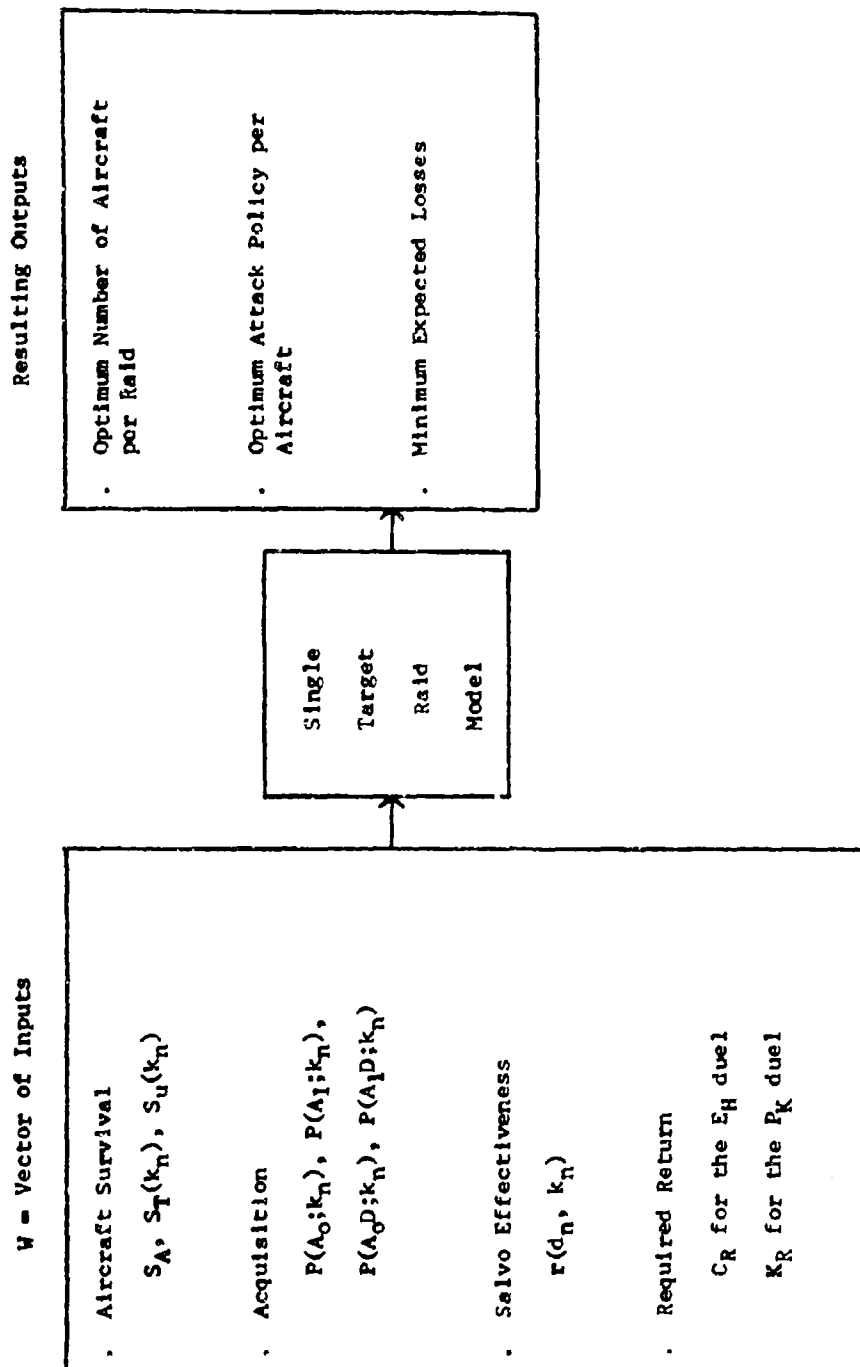 W = Vector of Inputs
. Aircraft Survival
S_A, S_T(k_n), S_u(k_n)
. Acquisition
P(A_o;k_n), P(A_1;k_n),
P(A_oD;k_n), P(A_1D;k_n)
. Salvo Effectiveness
r(d_n, k_n)
. Required Return
C_R for the E_H duel
K_R for the P_K duel
Single
Target
Raid
Model
Resulting Outputs
. Optimum Number of Aircraft
per Raid
. Optimum Attack Policy per
Aircraft
. Minimum Expected Losses